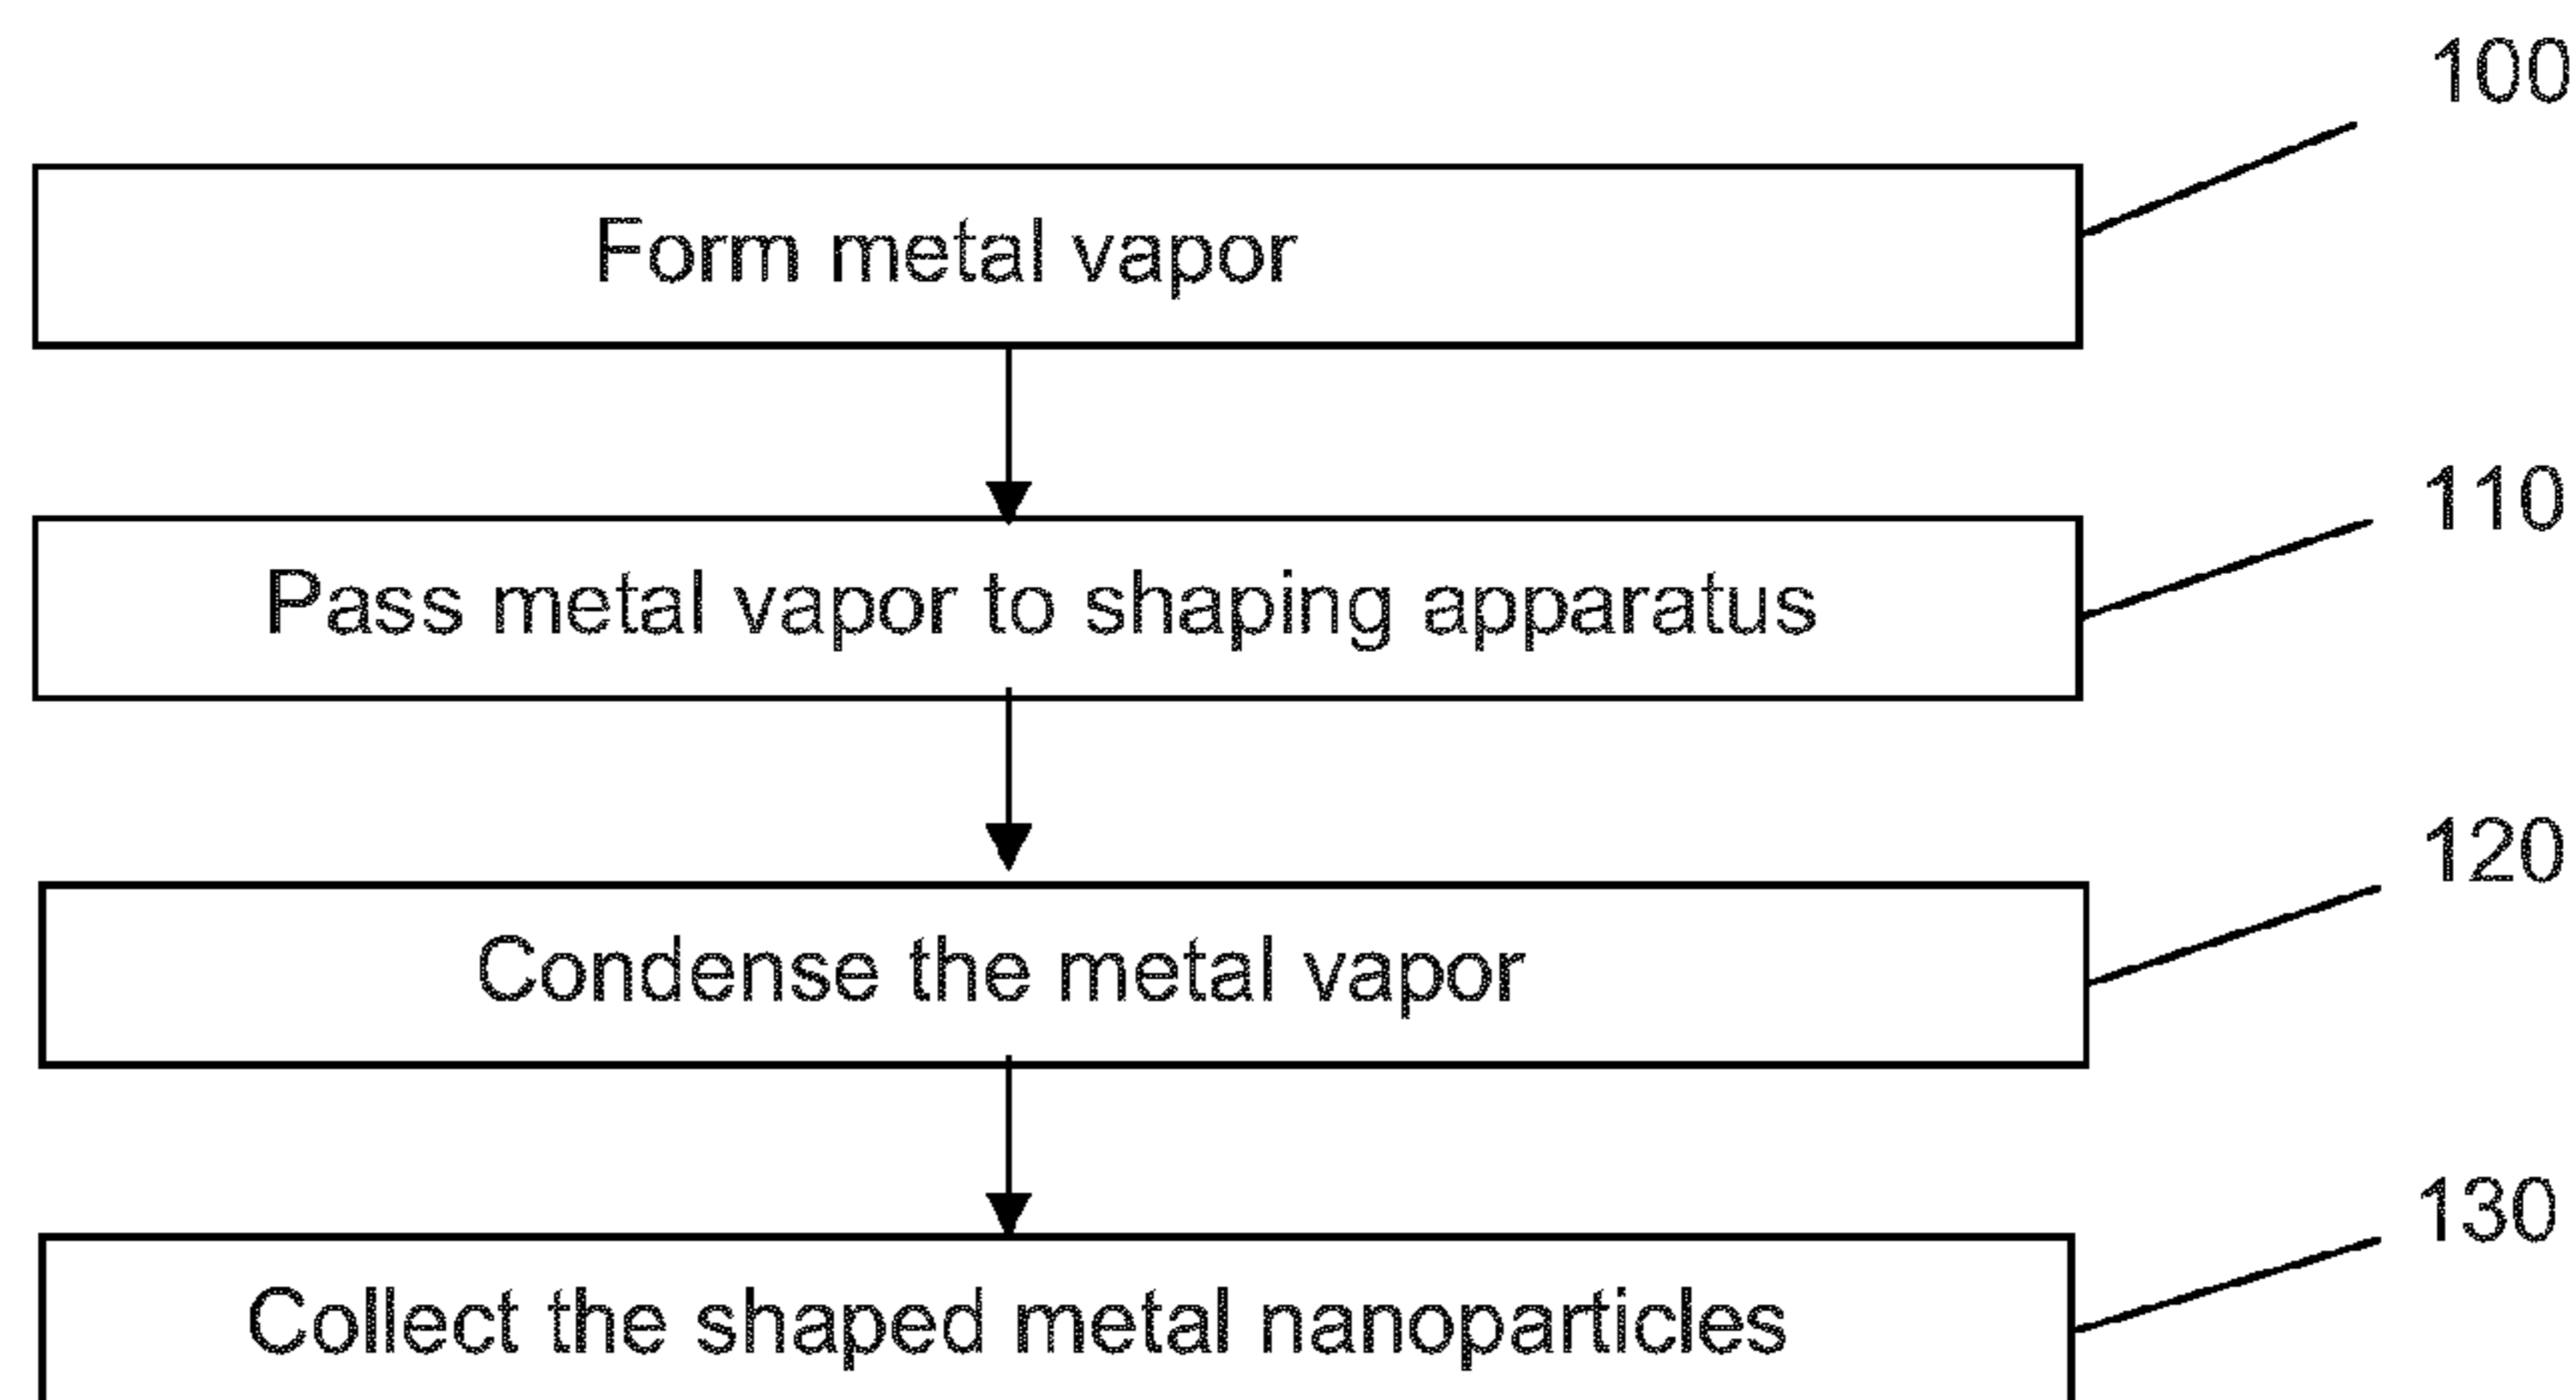 100
Form metal vapor
110
Pass metal vapor to shaping apparatus
120
Condense the metal vapor
130
Collect the shaped metal nanoparticles